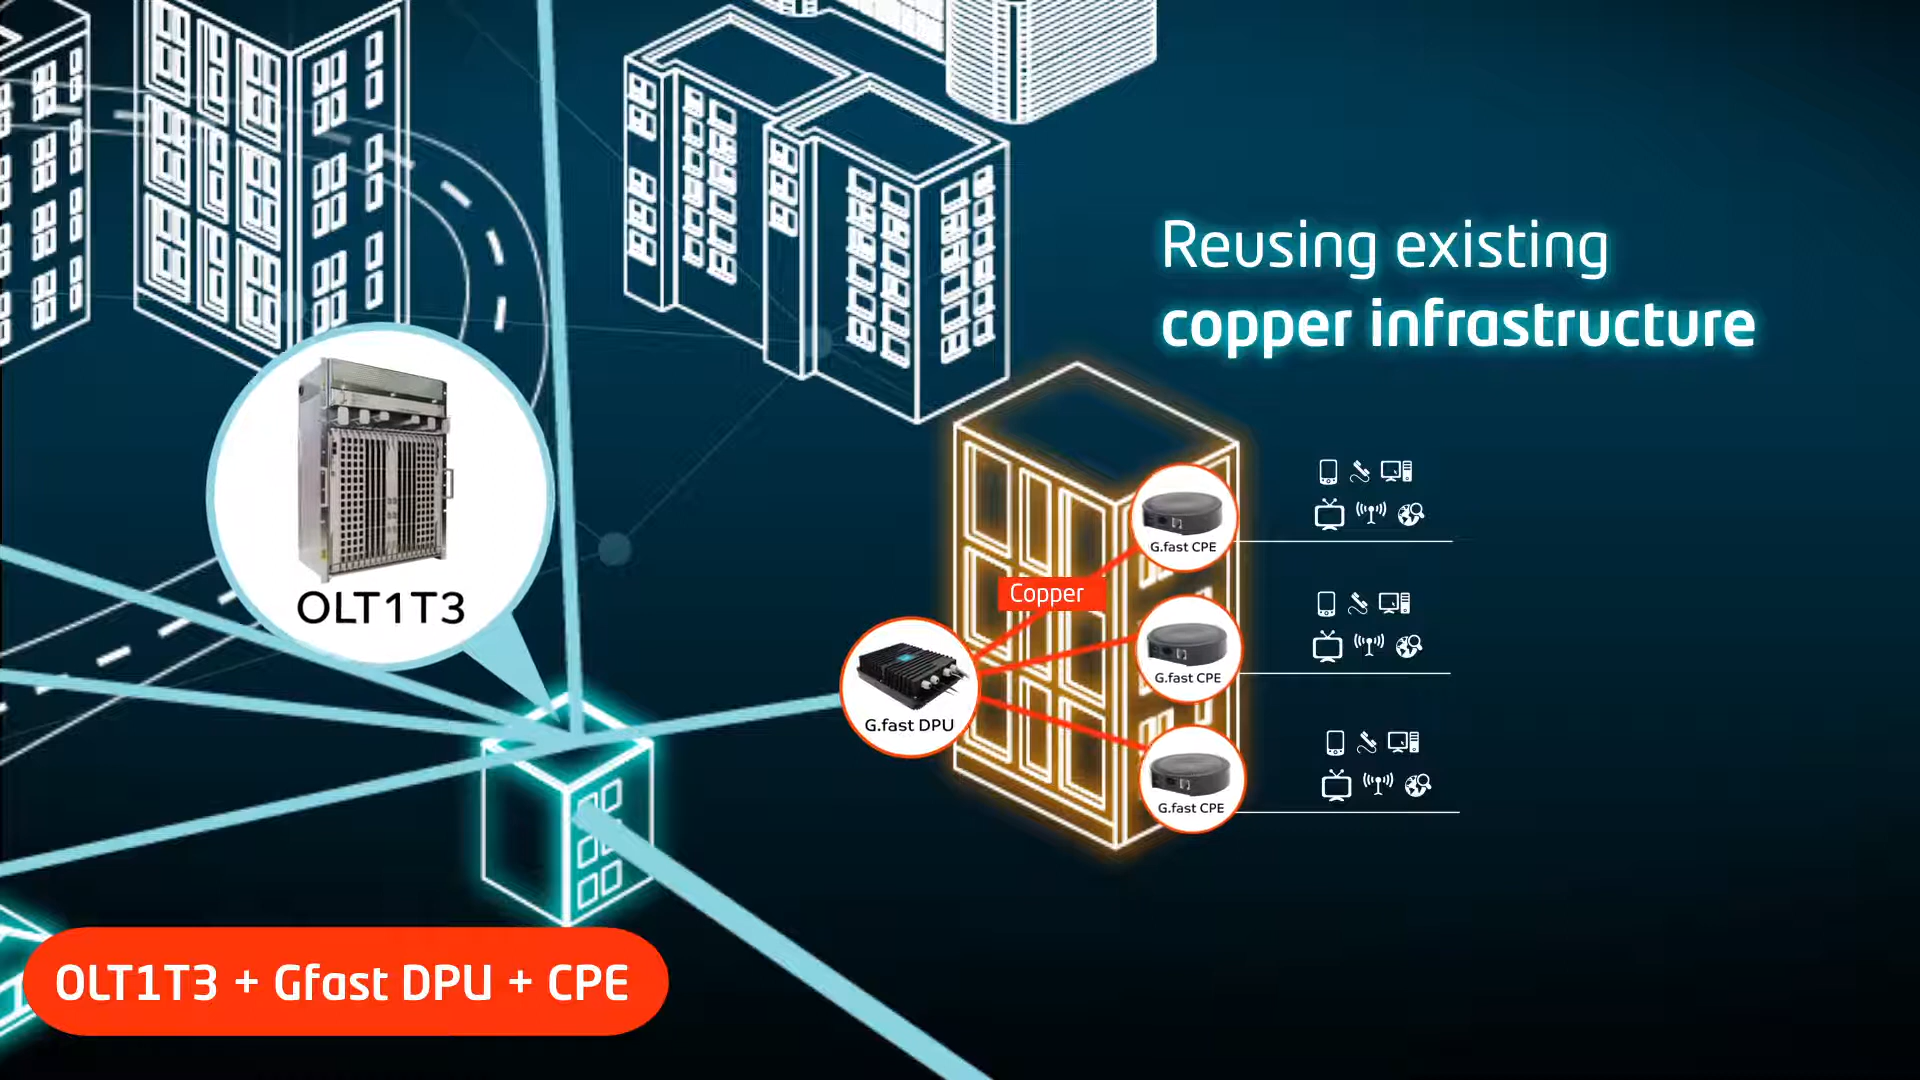 Reusing existing
copper infrastructure
OLT1T3
G.fast CPE
Copper
G.fast CPE
G.fast DPU
G.fast CPE
OLT1T3 + Gfast DPU + CPE